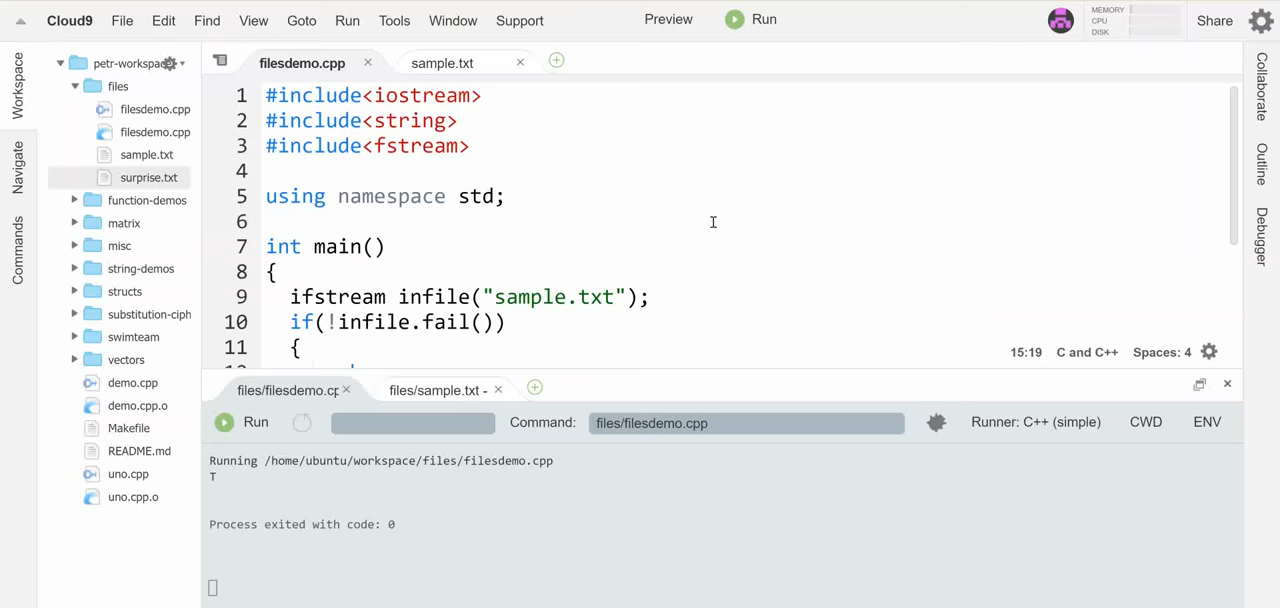 Cloud9 File Edit Find View Goto Run Tools Window Support Preview Run MEMORY CPU DISK Share
Workspace
Navigate
Commands
petr-workspac
files
filesdemo.cpp
filesdemo.cpp
sample.txt
surprise.txt
function-demos
matrix
misc
string-demos
structs
substitution-ciph
swimteam
vectors
demo.cpp
demo.cpp.o
Makefile
README.md
uno.cpp
uno.cpp.o
filesdemo.cpp sample.txt
1 #include<iostream>
2 #include<string>
3 #include<fstream>
4
5 using namespace std;
6
7 int main()
8 {
9 ifstream infile("sample.txt");
10 if(!infile.fail())
11 {
15:19 C and C++ Spaces: 4
files/filesdemo.cp files/sample.txt -
Run Command: files/filesdemo.cpp Runner: C++ (simple) CWD ENV
Running /home/ubuntu/workspace/files/filesdemo.cpp
T
Process exited with code: 0
Collaborate
Outline
Debugger